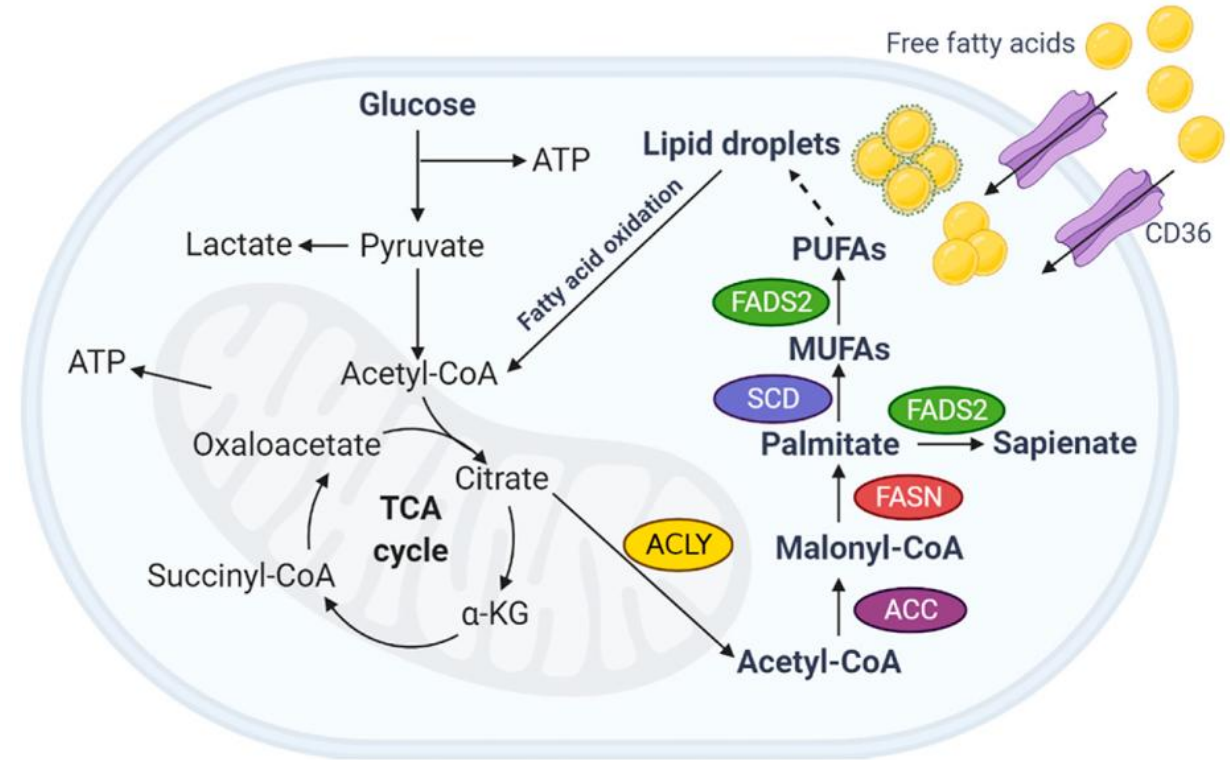 Free fatty acids
Glucose
Lipid droplets
ATP
CD36
Lactate
Pyruvate
PUFAs
Fatty acid oxidation
FADS2
MUFAs
ATP
Acetyl-CoA
SCD
FADS2
Oxaloacetate
Palmitate
Sapienate
Citrate
FASN
TCA
cycle
ACLY
Malonyl-CoA
Succinyl-CoA
α-KG
ACC
Acetyl-CoA